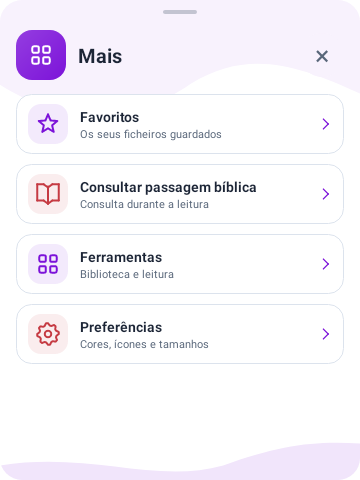 Mais
Favoritos
Os seus ficheiros guardados
Consultar passagem bíblica
Consulta durante a leitura
Ferramentas
Biblioteca e leitura
Preferências
Cores, ícones e tamanhos